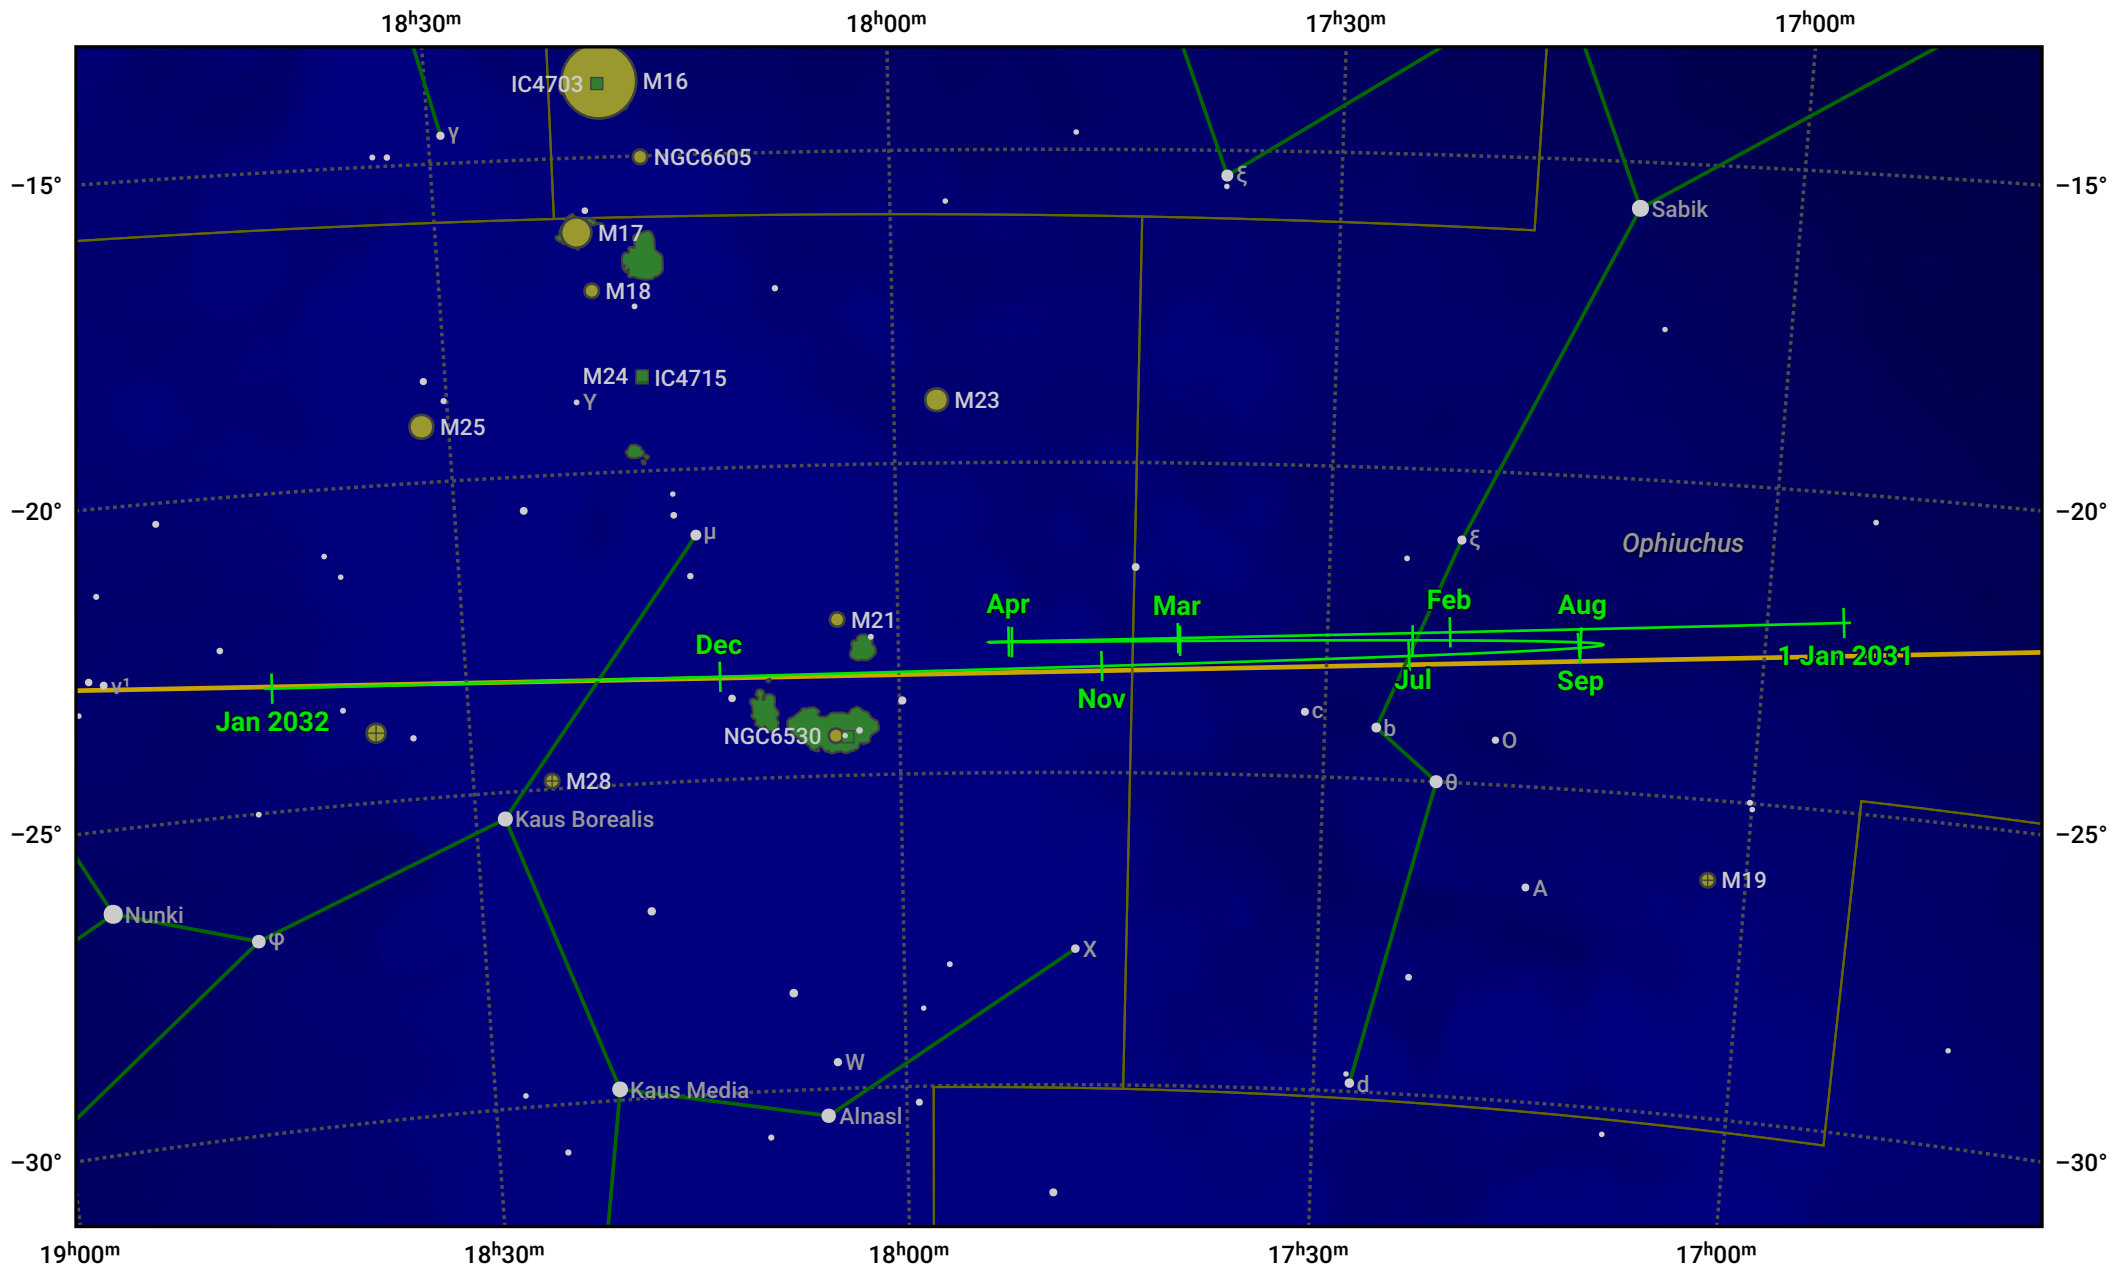 18ʰ30ᵐ 18ʰ00ᵐ 17ʰ30ᵐ 17ʰ00ᵐ
IC4703 M16
γ
NGC6605
−15° −15°
ξ
Sabik
M17
M18
M24 IC4715
Y
M23
M25
−20° −20°
μ
ξ
Ophiuchus
Apr Mar Feb Aug
M21
Dec
1 Jan 2031
ν¹
Jul Sep
Nov
Jan 2032
c
b
O
NGC6530
M28
θ
Kaus Borealis
−25° −25°
M19
A
Nunki
φ
X
W
Kaus Media
d
Alnasl
−30° −30°
19ʰ00ᵐ 18ʰ30ᵐ 18ʰ00ᵐ 17ʰ30ᵐ 17ʰ00ᵐ